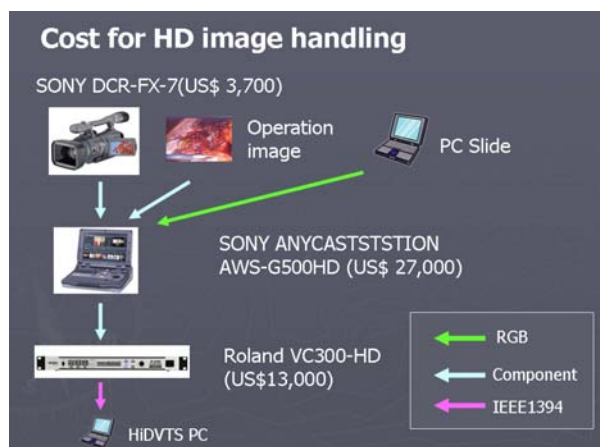 Cost for HD image handling
SONY DCR-FX-7(US$ 3,700)
Operation
image
PC Slide
SONY ANYCASTSTSTION
AWS-G500HD (US$ 27,000)
Roland VC300-HD
(US$13,000)
HiDVTS PC
RGB
Component
IEEE1394